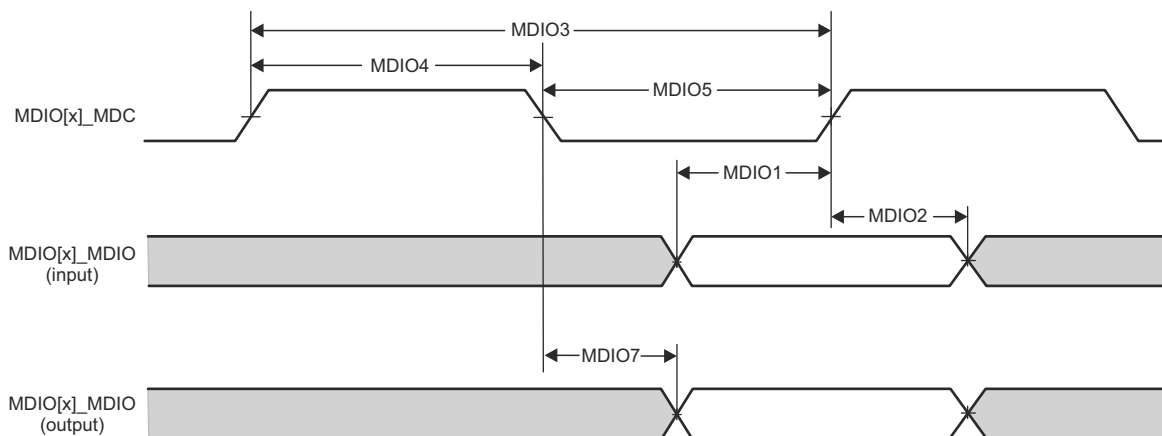 MDIO3
MDIO4
MDIO5
MDIO[x]_MDC
MDIO1
MDIO2
MDIO[x]_MDIO
(input)
MDIO7
MDIO[x]_MDIO
(output)